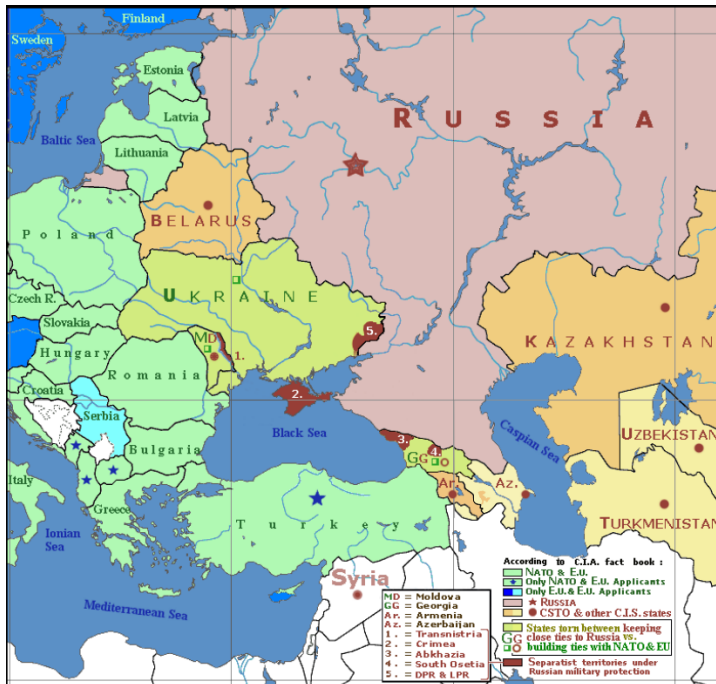 Finland
Sweden
Estonia
Latvia
Baltic Sea
RUSSIA
Lithuania
BELARUS
Poland
UKRAINE
Czech R.
Slovakia
MD
1.
5.
KAZAKHSTAN
Hungary
Romania
2.
Croatia
Serbia
Black Sea
Caspian Sea
UZBEKISTAN
3.
4.
GG
Bulgaria
Italy
Ar.
Az.
Greece
Turkey
TURKMENISTAN
Ionian
Sea
Syria
Mediterranean Sea
According to C.I.A. fact book :
NATO & E.U.
Only NATO & E.U. Applicants
Only E.U.& E.U. Applicants
RUSSIA
CSTO & other C.I.S. states
States torn between keeping
GG close ties to Russia vs.
building ties with NATO & EU
Separatist territories under
Russian military protection
MD = Moldova
GG = Georgia
Ar. = Armenia
Az. = Azerbaijan
1. = Transnistria
2. = Crimea
3. = Abkhazia
4. = South Osetia
5. = DPR & LPR